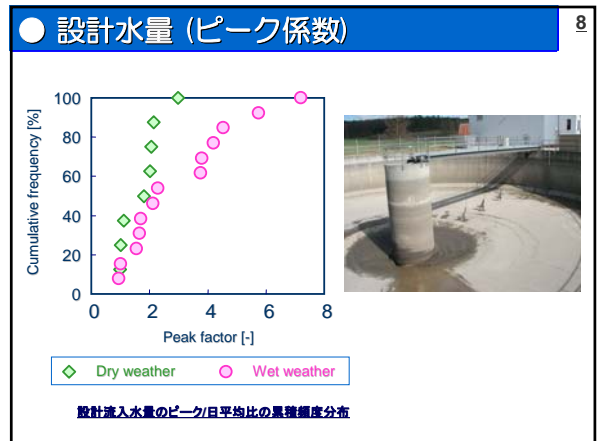 ● 設計水量 (ピーク係数)
8
Cumulative frequency [%]
100
80
60
40
20
0
0 2 4 6 8
Peak factor [-]
Dry weather Wet weather
設計流入水量のピーク/日平均比の累積頻度分布